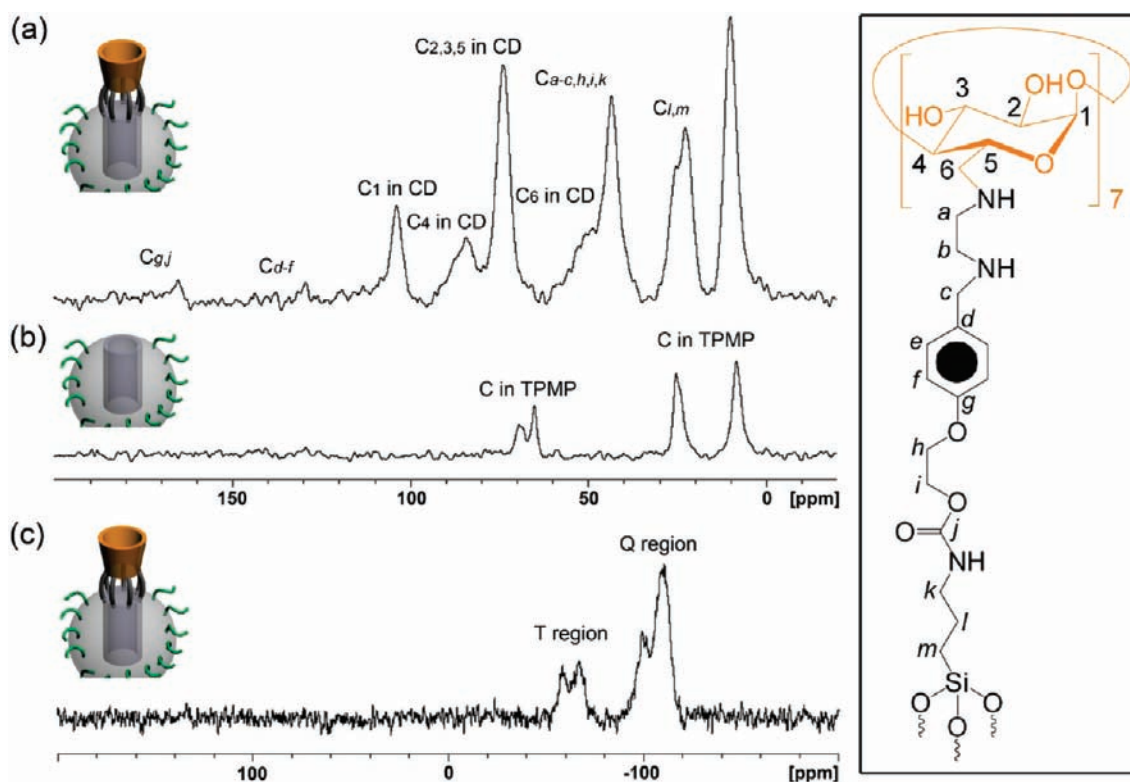 (a)
C2,3,5 in CD
Ca-c,h,i,k
Cl,m
C1 in CD
C6 in CD
C4 in CD
Cg,j
Cd-f
(b)
C in TPMP
C in TPMP
150 100 50 0 [ppm]
(c)
Q region
T region
100 0 -100 [ppm]
OH O
3
HO 2 1
4 5 O
6
NH 7
a
b
NH
c
d
e
f
g
O
h
i
O
O j
NH
k
l
m
Si
O O
O